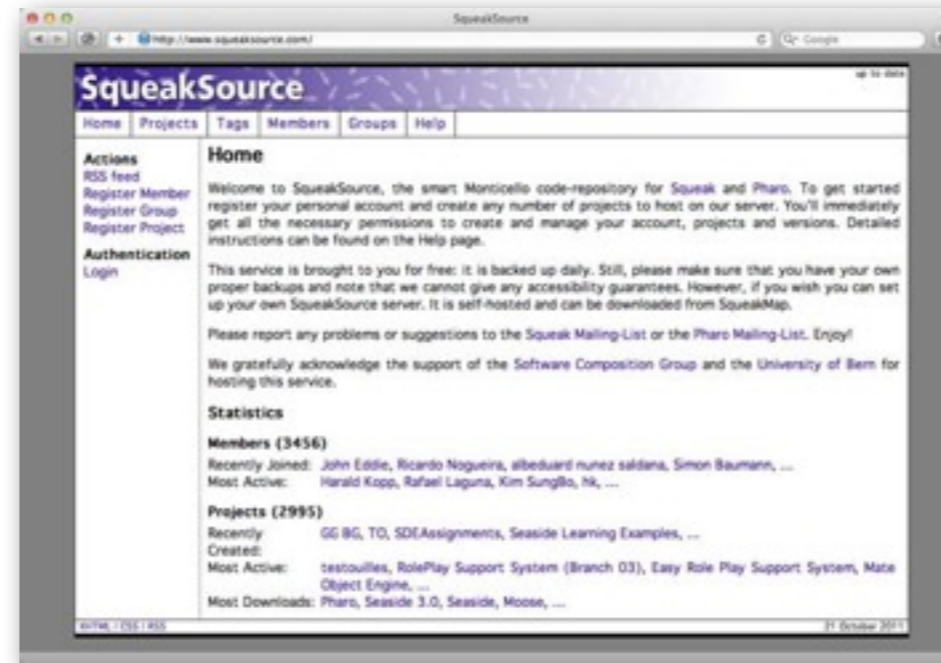 SqueakSource
http://www.squeaksource.com/
Google
SqueakSource
up to date
Home Projects Tags Members Groups Help
Actions
RSS feed
Register Member
Register Group
Register Project
Authentication
Login
Home
Welcome to SqueakSource, the smart Monticello code-repository for Squeak and Pharo. To get started
register your personal account and create any number of projects to host on our server. You'll immediately
get all the necessary permissions to create and manage your account, projects and versions. Detailed
instructions can be found on the Help page.
This service is brought to you for free: it is backed up daily. Still, please make sure that you have your own
proper backups and note that we cannot give any accessibility guarantees. However, if you wish you can set
up your own SqueakSource server. It is self-hosted and can be downloaded from SqueakMap.
Please report any problems or suggestions to the Squeak Mailing-List or the Pharo Mailing-List. Enjoy!
We gratefully acknowledge the support of the Software Composition Group and the University of Bern for
hosting this service.
Statistics
Members (3456)
Recently Joined: John Eddie, Ricardo Nogueira, albeduard nunez saldana, Simon Baumann, ...
Most Active: Harald Kopp, Rafael Laguna, Kim SungBo, hk, ...
Projects (2995)
Recently Created: GG BG, TO, SDEAssignments, Seaside Learning Examples, ...
Most Active: testouilles, RolePlay Support System (Branch 03), Easy Role Play Support System, Mate
Object Engine, ...
Most Downloads: Pharo, Seaside 3.0, Seaside, Moose, ...
XHTML | CSS | RSS
21 October 2011